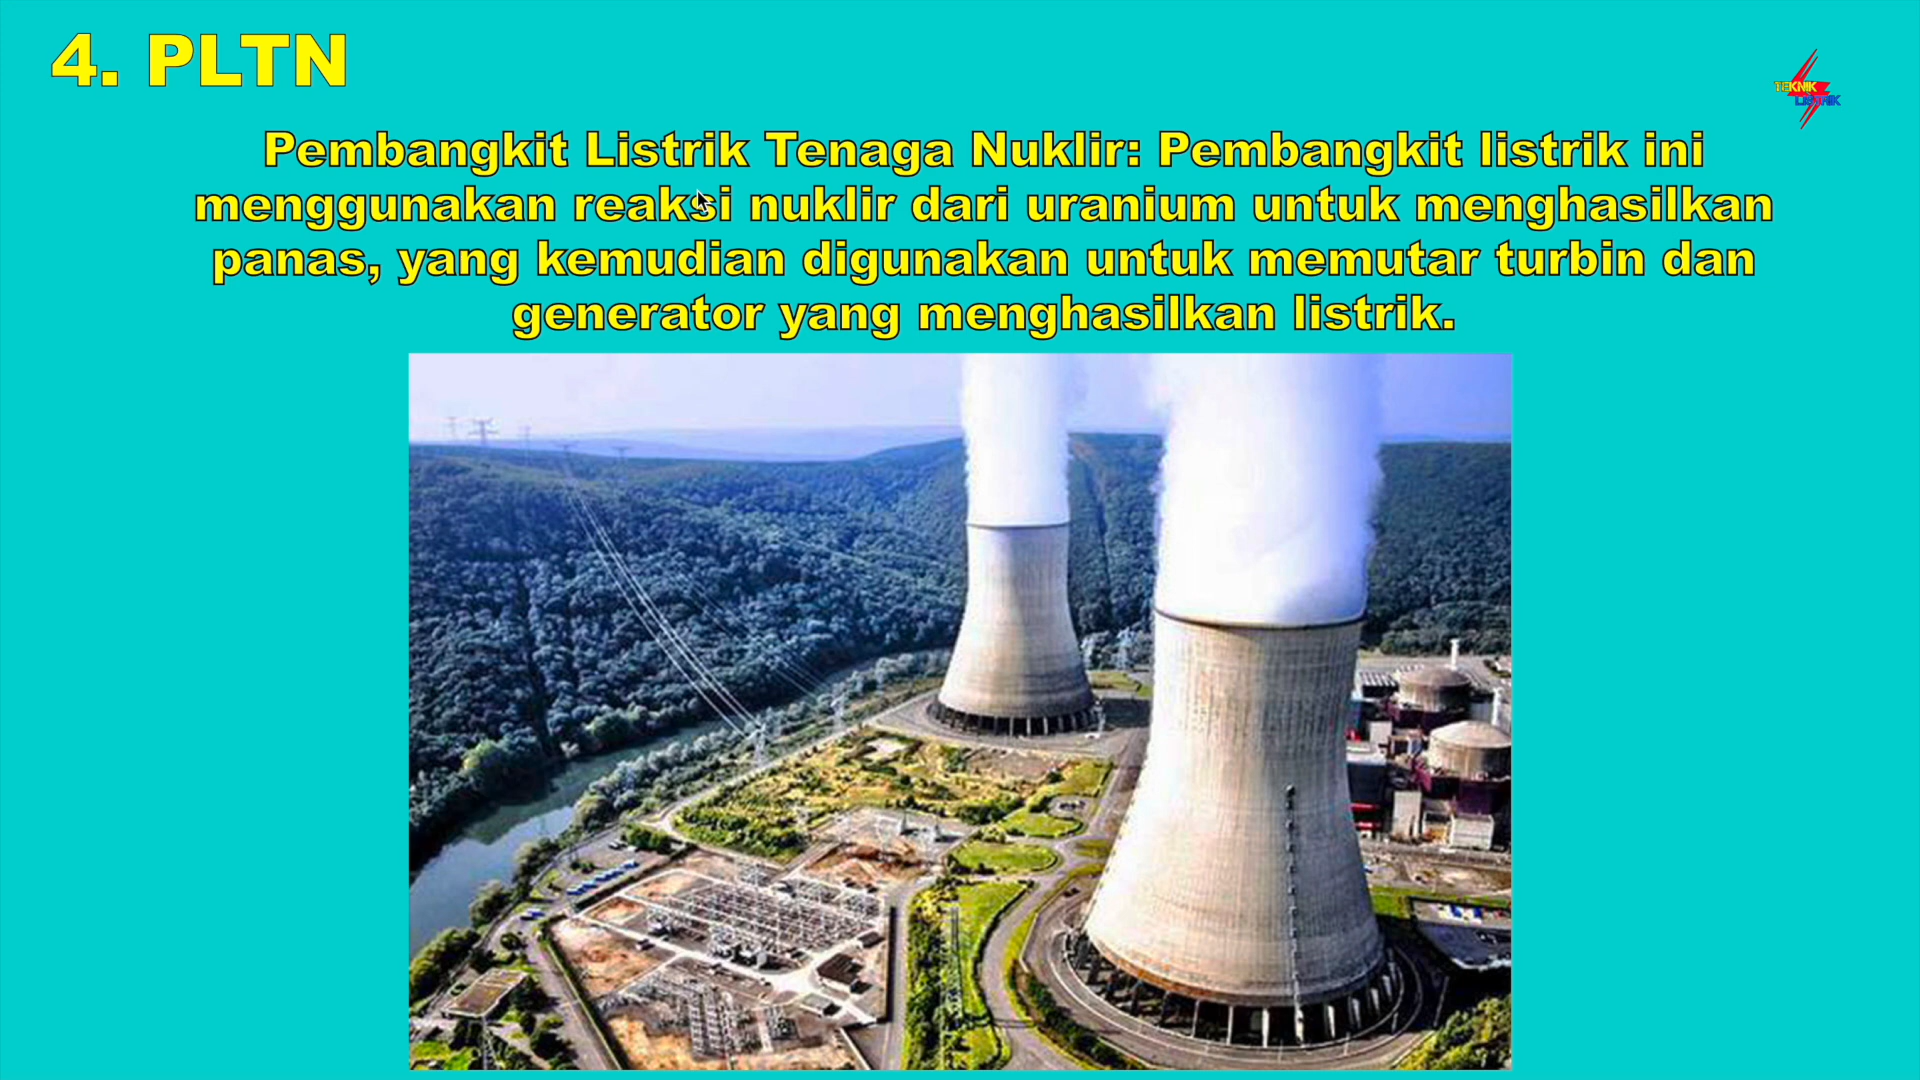 4. PLTN
TEKNIK
LISTRIK
Pembangkit Listrik Tenaga Nuklir: Pembangkit listrik ini
menggunakan reaksi nuklir dari uranium untuk menghasilkan
panas, yang kemudian digunakan untuk memutar turbin dan
generator yang menghasilkan listrik.